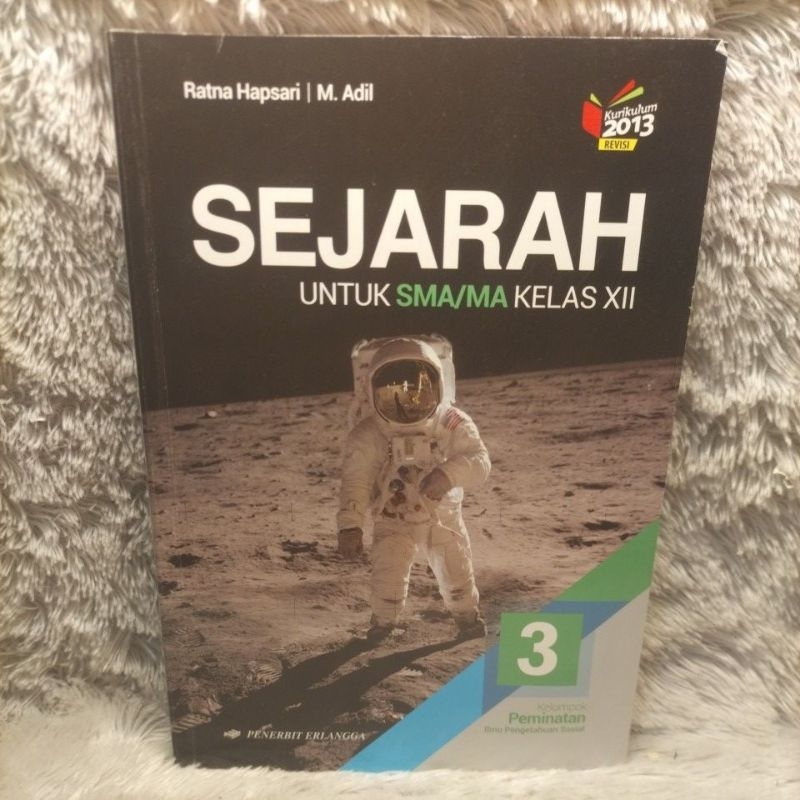 Ratna Hapsari | M. Adil
Kurikulum
2013
REVISI
SEJARAH
UNTUK SMA/MA KELAS XII
3
Kelompok
Peminatan
Ilmu Pengetahuan Sosial
PENERBIT ERLANGGA